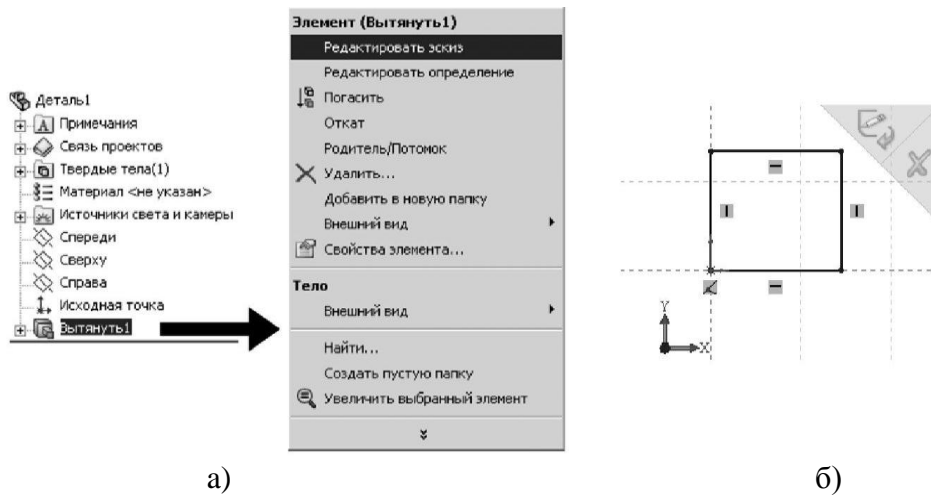 Деталь1
Примечания
Связь проектов
Твердые тела(1)
Материал <не указан>
Источники света и камеры
Спереди
Сверху
Справа
Исходная точка
Вытянуть1
Элемент (Вытянуть1)
Редактировать эскиз
Редактировать определение
Погасить
Откат
Родитель/Потомок
Удалить...
Добавить в новую папку
Внешний вид
Свойства элемента...
Тело
Внешний вид
Найти...
Создать пустую папку
Увеличить выбранный элемент
Y
X
а)
б)